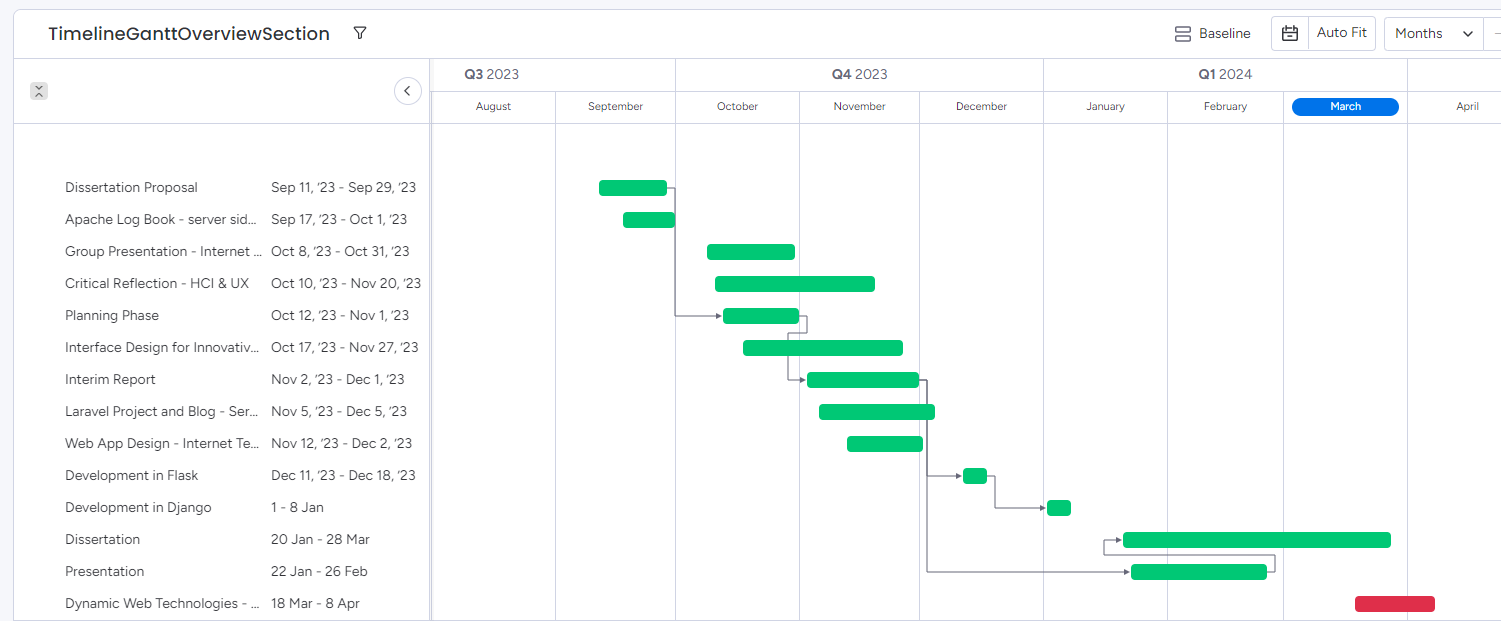 TimelineGanttOverviewSection
Baseline
Auto Fit
Months
Q3 2023
Q4 2023
Q1 2024
August
September
October
November
December
January
February
March
April
Dissertation Proposal Sep 11, '23 - Sep 29, '23
Apache Log Book - server sid... Sep 17, '23 - Oct 1, '23
Group Presentation - Internet ... Oct 8, '23 - Oct 31, '23
Critical Reflection - HCI & UX Oct 10, '23 - Nov 20, '23
Planning Phase Oct 12, '23 - Nov 1, '23
Interface Design for Innovativ... Oct 17, '23 - Nov 27, '23
Interim Report Nov 2, '23 - Dec 1, '23
Laravel Project and Blog - Ser... Nov 5, '23 - Dec 5, '23
Web App Design - Internet Te... Nov 12, '23 - Dec 2, '23
Development in Flask Dec 11, '23 - Dec 18, '23
Development in Django 1 - 8 Jan
Dissertation 20 Jan - 28 Mar
Presentation 22 Jan - 26 Feb
Dynamic Web Technologies - ... 18 Mar - 8 Apr